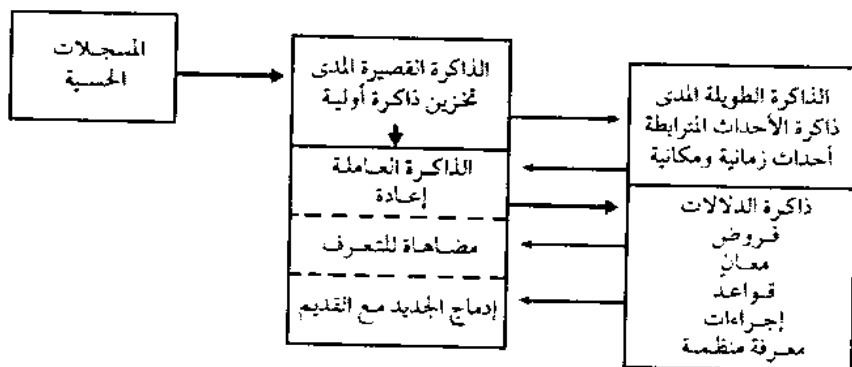 المسجلات
الحسية
الذاكرة القصيرة المدى
تخزين ذاكرة أولية
الذاكرة العاملة
إعادة
مضاهاة للتعرف
إدماج الجديد مع القديم
الذاكرة الطويلة المدى
ذاكرة الأحداث المترابطة
أحداث زمانية ومكانية
ذاكرة الدلالات
فروض
معانٍ
قواعد
إجراءات
معرفة منظمة